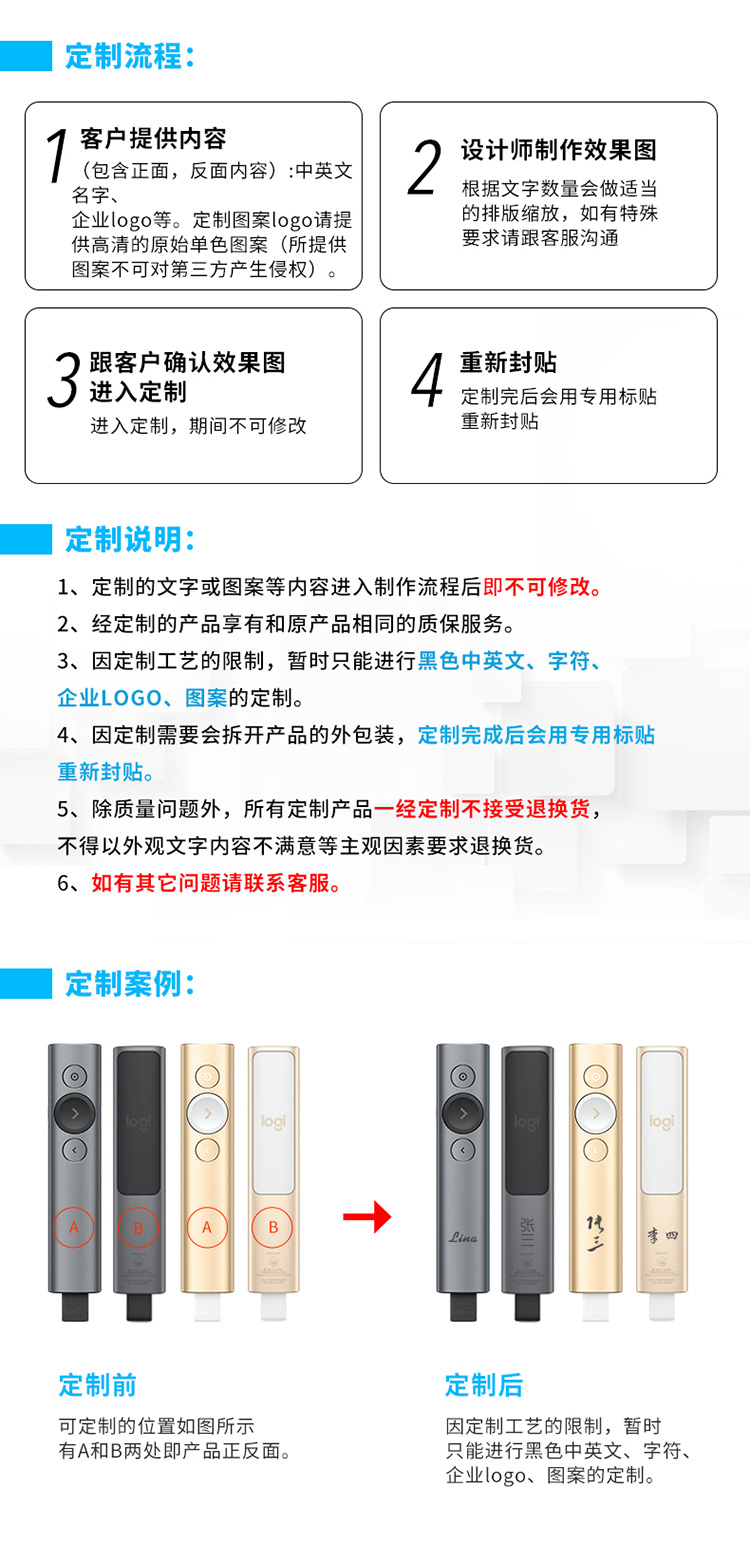 定制流程：
1
客户提供内容
（包含正面，反面内容）:中英文
名字、
企业logo等。定制图案logo请提
供高清的原始单色图案（所提供
图案不可对第三方产生侵权）。
2
设计师制作效果图
根据文字数量会做适当
的排版缩放，如有特殊
要求请跟客服沟通
3
跟客户确认效果图
进入定制
进入定制，期间不可修改
4
重新封贴
定制完后会用专用标贴
重新封贴
定制说明：
1、定制的文字或图案等内容进入制作流程后即不可修改。
2、经定制的产品享有和原产品相同的质保服务。
3、因定制工艺的限制，暂时只能进行黑色中英文、字符、
企业LOGO、图案的定制。
4、因定制需要会拆开产品的外包装，定制完成后会用专用标贴
重新封贴。
5、除质量问题外，所有定制产品一经定制不接受退换货，
不得以外观文字内容不满意等主观因素要求退换货。
6、如有其它问题请联系客服。
定制案例：
logi
logi
A
B
A
B
logi
logi
Lina
张三
张三
李四
定制前
可定制的位置如图所示
有A和B两处即产品正反面。
定制后
因定制工艺的限制，暂时
只能进行黑色中英文、字符、
企业logo、图案的定制。